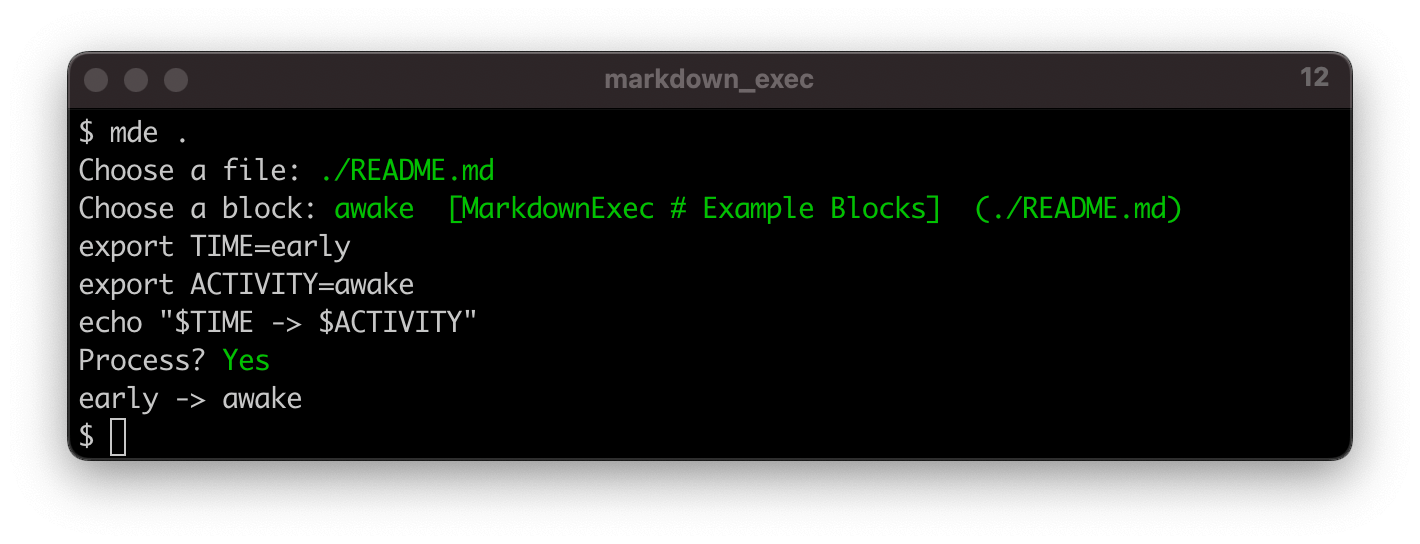 markdown_exec 12
$ mde .
Choose a file: ./README.md
Choose a block: awake  [MarkdownExec # Example Blocks]  (./README.md)
export TIME=early
export ACTIVITY=awake
echo "$TIME -> $ACTIVITY"
Process? Yes
early -> awake
$